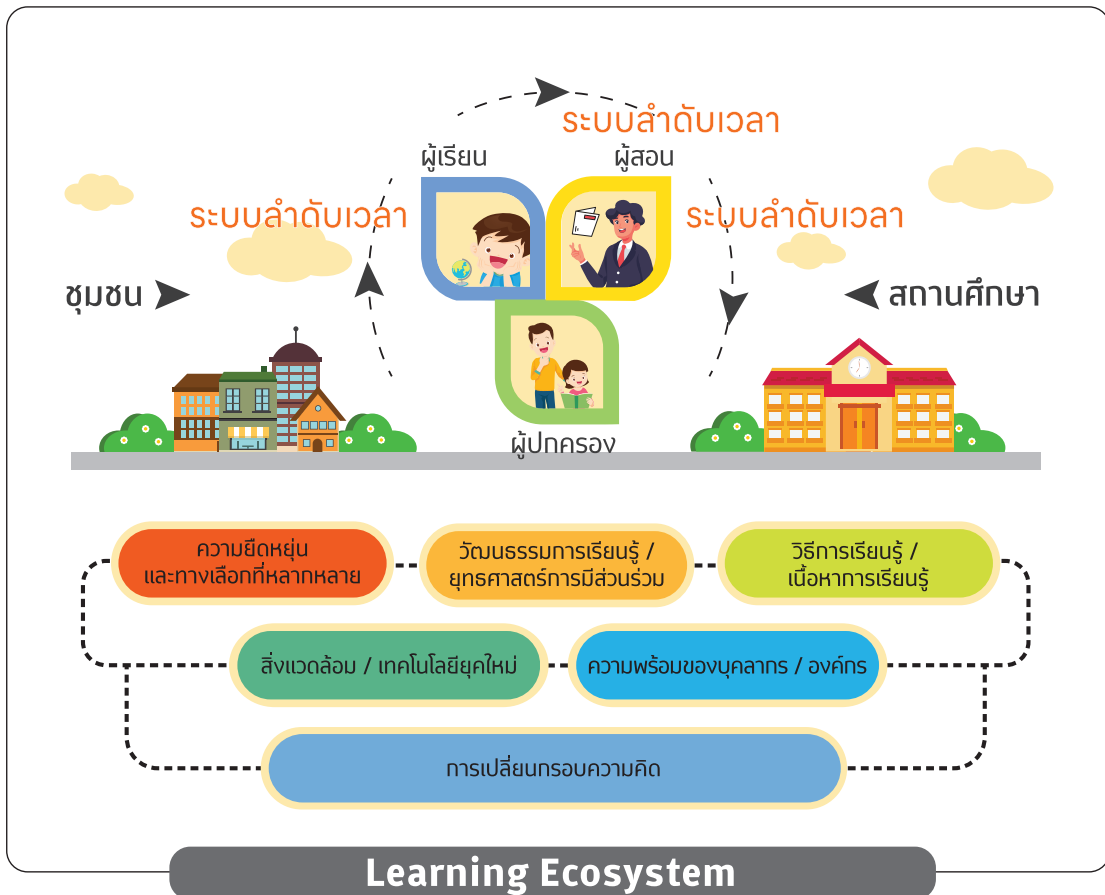 ระบบลำดับเวลา
ผู้เรียน
ผู้สอน
ระบบลำดับเวลา
ระบบลำดับเวลา
ชุมชน
สถานศึกษา
ผู้ปกครอง
ความยืดหยุ่น
และทางเลือกที่หลากหลาย
วัฒนธรรมการเรียนรู้ /
ยุทธศาสตร์การมีส่วนร่วม
วิธีการเรียนรู้ /
เนื้อหาการเรียนรู้
สิ่งแวดล้อม / เทคโนโลยียุคใหม่
ความพร้อมของบุคลากร / องค์กร
การเปลี่ยนกรอบความคิด
Learning Ecosystem